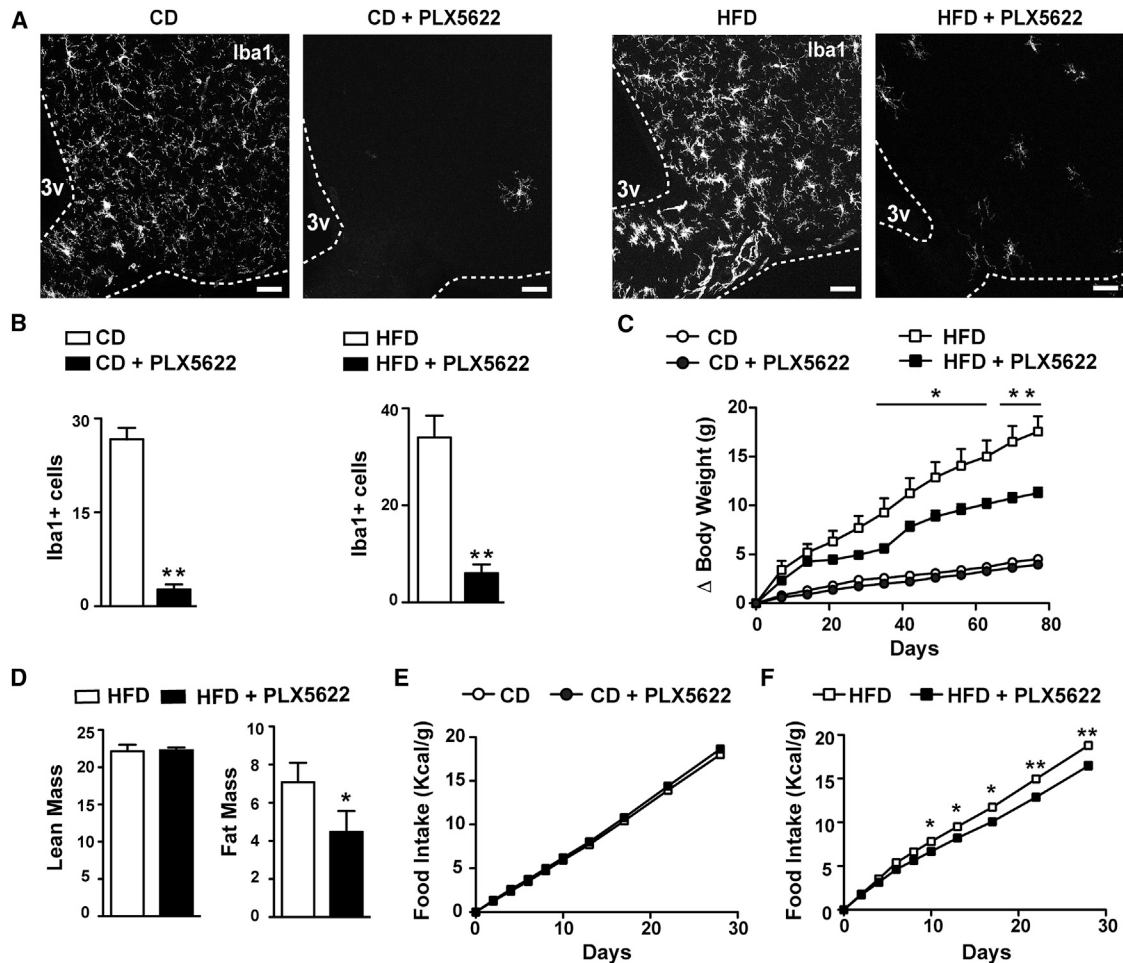 A
CD
CD + PLX5622
HFD
HFD + PLX5622
Iba1
Iba1
3v
3v
3v
3v
B
CD
CD + PLX5622
Iba1+ cells
30
15
0
**
HFD
HFD + PLX5622
Iba1+ cells
40
20
0
**
C
CD
CD + PLX5622
HFD
HFD + PLX5622
*
**
Δ Body Weight (g)
20
15
10
5
0
0 20 40 60 80
Days
D
HFD
HFD + PLX5622
Lean Mass
25
20
15
10
5
0
Fat Mass
8
6
4
2
0
*
E
CD
CD + PLX5622
Food Intake (Kcal/g)
20
15
10
5
0
0 10 20 30
Days
F
HFD
HFD + PLX5622
Food Intake (Kcal/g)
20
15
10
5
0
* * * ** **
0 10 20 30
Days